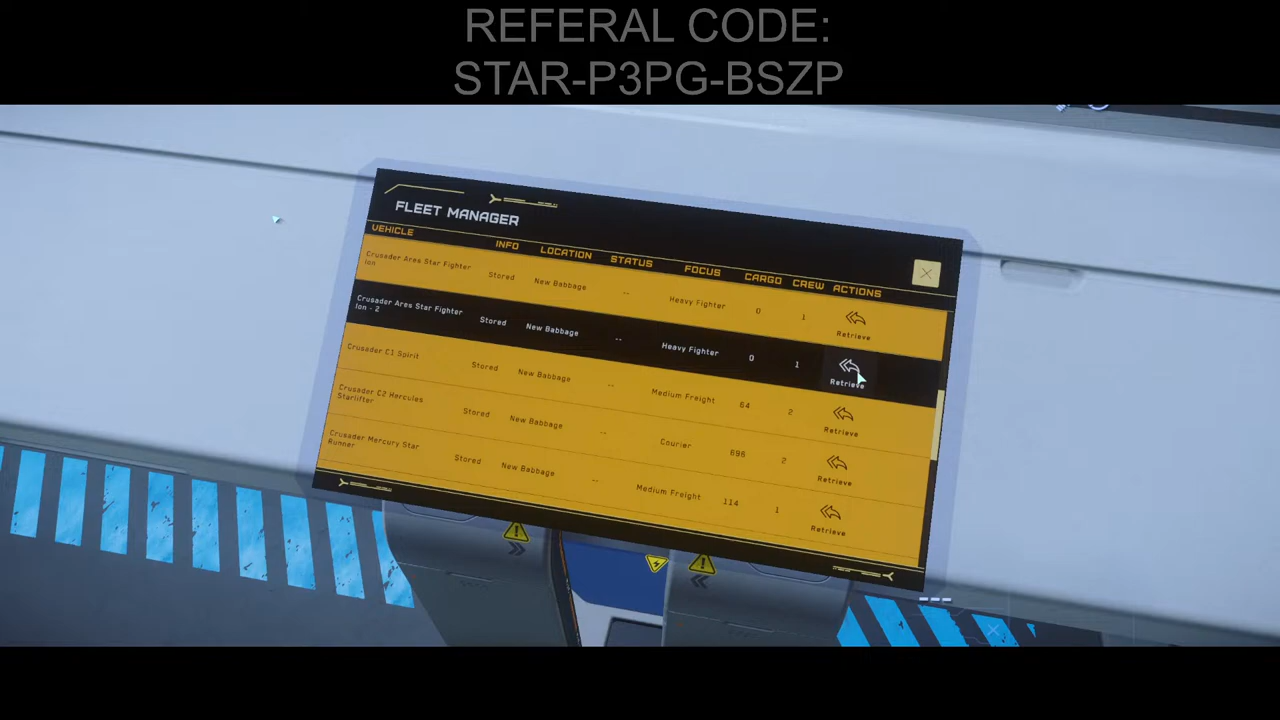 REFERAL CODE:
STAR-P3PG-BSZP
FLEET MANAGER
VEHICLE INFO LOCATION STATUS FOCUS CARGO CREW ACTIONS
Crusader Ares Star Fighter Stored New Babbage -- Heavy Fighter 0 1 Retrieve
Ion
Crusader Ares Star Fighter Stored New Babbage -- Heavy Fighter 0 1 Retrieve
Ion - 2
Crusader C1 Spirit Stored New Babbage -- Medium Freight 64 2 Retrieve
Crusader C2 Hercules Stored New Babbage -- Courier 696 2 Retrieve
Starlifter
Crusader Mercury Star Stored New Babbage -- Medium Freight 114 1 Retrieve
Runner